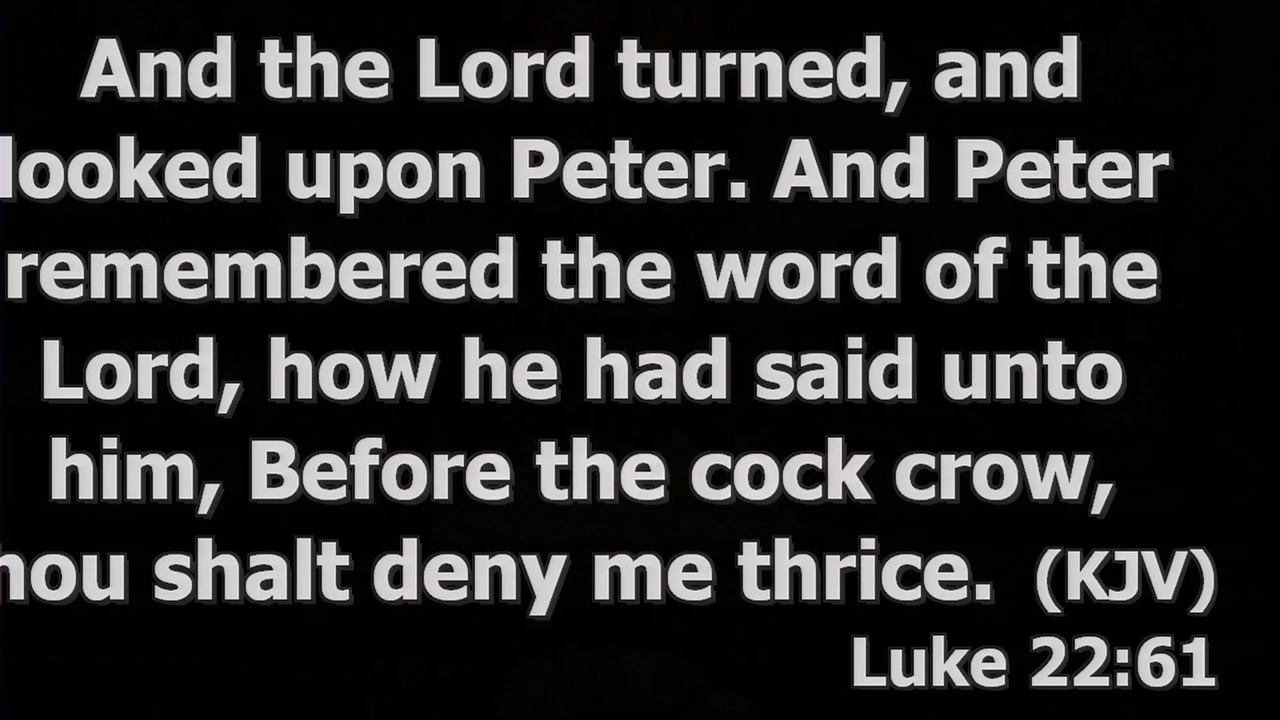 And the Lord turned, and
looked upon Peter. And Peter
remembered the word of the
Lord, how he had said unto
him, Before the cock crow,
hou shalt deny me thrice. (KJV)
Luke 22:61